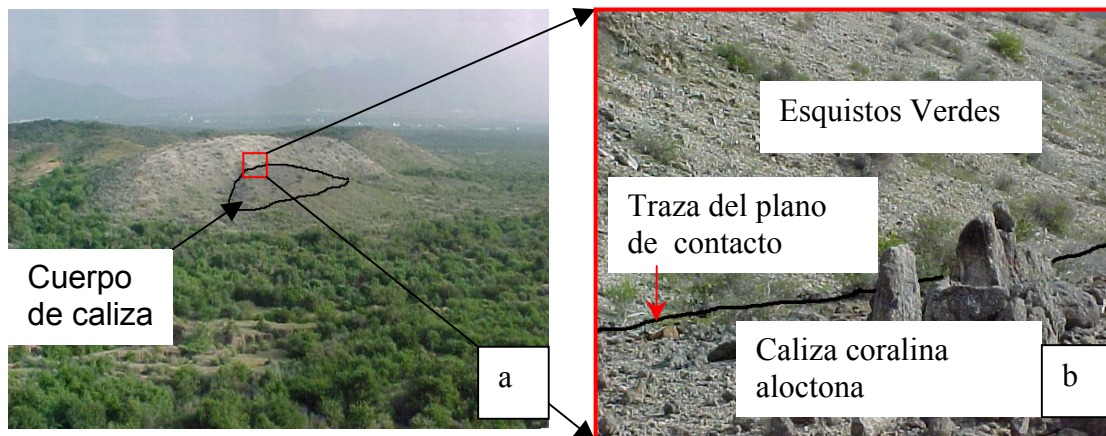 Cuerpo
de caliza
a
Esquistos Verdes
Traza del plano
de contacto
Caliza coralina
aloctona
b